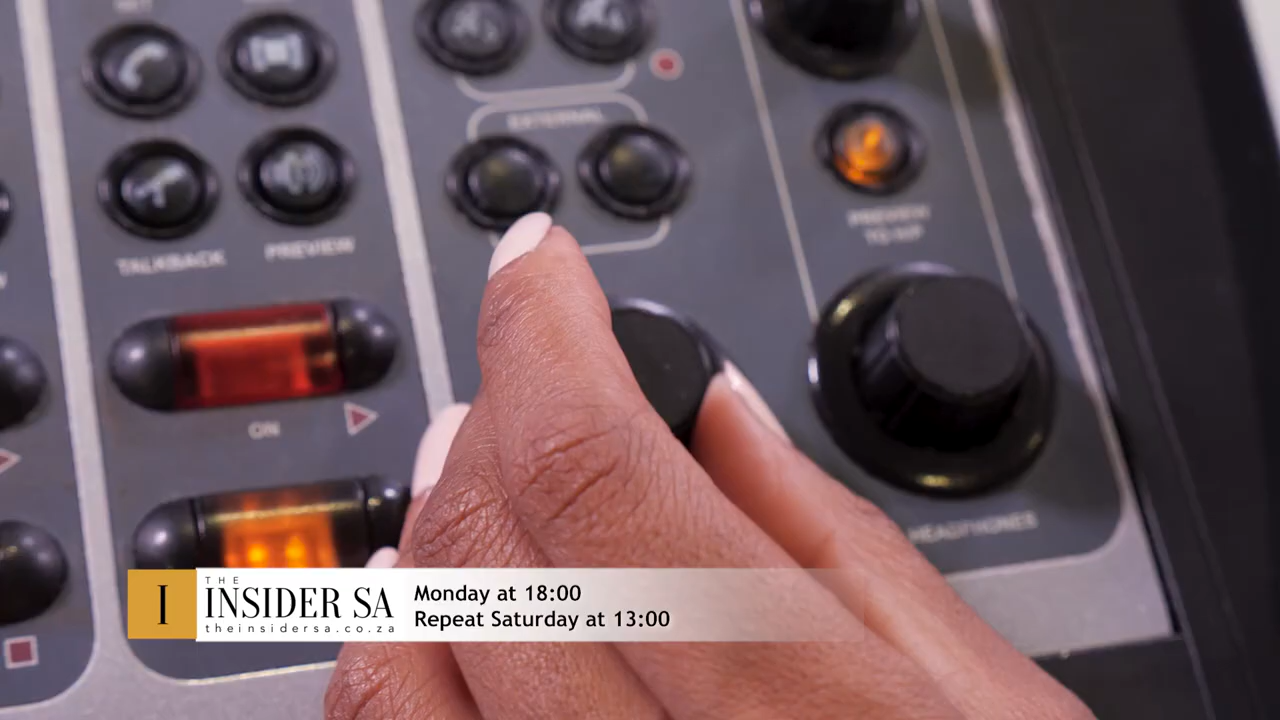 EXTERNAL
TALKBACK
PREVIEW
PREVIEW
ON
HEADPHONES
I
THE
INSIDER SA
theinsidersa.co.za
Monday at 18:00
Repeat Saturday at 13:00